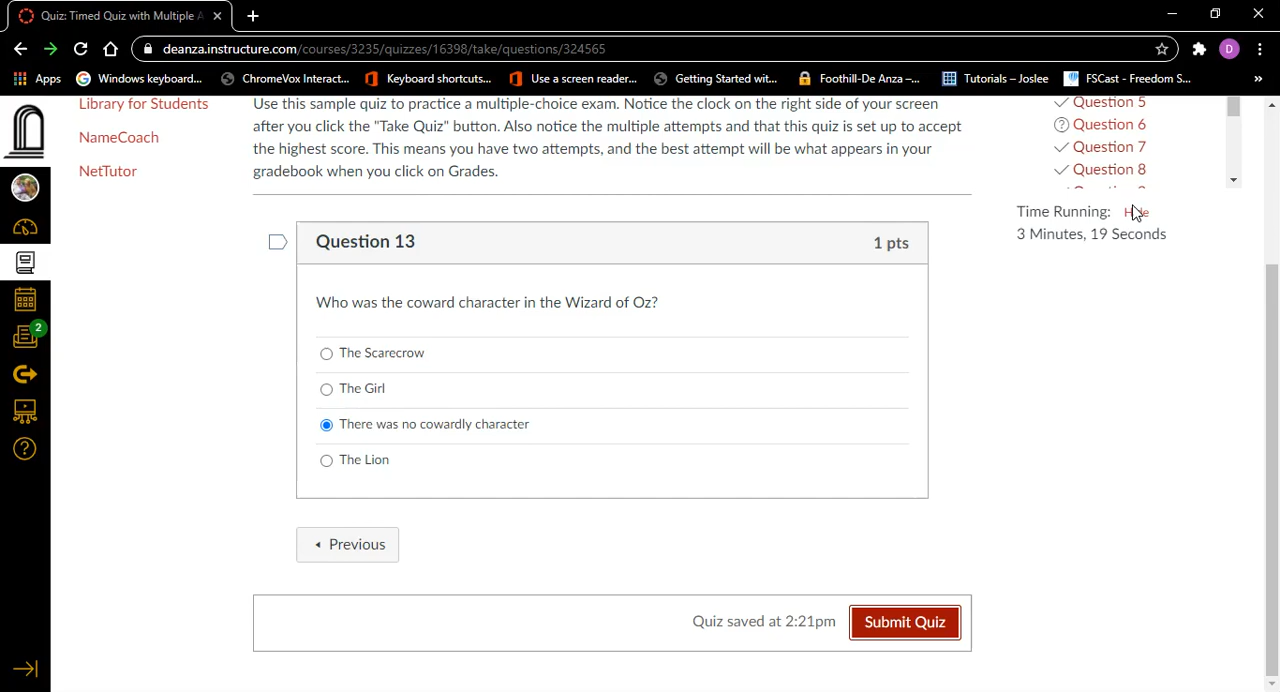 Quiz: Timed Quiz with Multiple A
deanza.instructure.com/courses/3235/quizzes/16398/take/questions/324565
D
Apps
Windows keyboard...
ChromeVox Interact...
Keyboard shortcuts...
Use a screen reader...
Getting Started wit...
Foothill-De Anza –...
Tutorials – Joslee
FSCast - Freedom S...
»
Library for Students
NameCoach
NetTutor
2
Use this sample quiz to practice a multiple-choice exam. Notice the clock on the right side of your screen
after you click the "Take Quiz" button. Also notice the multiple attempts and that this quiz is set up to accept
the highest score. This means you have two attempts, and the best attempt will be what appears in your
gradebook when you click on Grades.
Question 13
1 pts
Who was the coward character in the Wizard of Oz?
The Scarecrow
The Girl
There was no cowardly character
The Lion
Previous
Quiz saved at 2:21pm
Submit Quiz
Question 5
Question 6
Question 7
Question 8
Time Running: Hide
3 Minutes, 19 Seconds